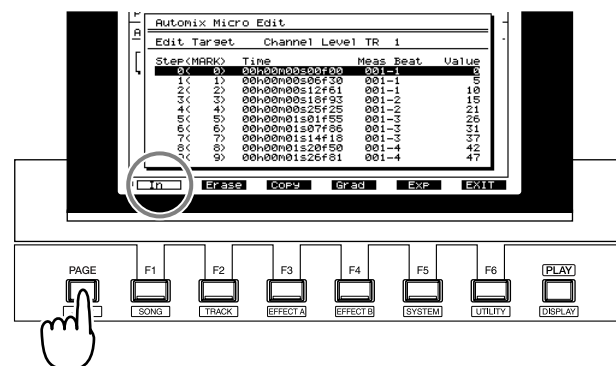 P
Automix Micro Edit
A
Edit Target Channel Level TR 1
Step<MARK> Time Meas Beat Value
0< 0> 00h00m00s00f00 001-1 0
1< 1> 00h00m00s06f30 001-1 5
2< 2> 00h00m00s12f61 001-1 10
3< 3> 00h00m00s18f93 001-2 15
4< 4> 00h00m00s25f25 001-2 21
5< 5> 00h00m01s01f55 001-3 26
6< 6> 00h00m01s07f86 001-3 31
7< 7> 00h00m01s14f18 001-3 37
8< 8> 00h00m01s20f50 001-4 42
9> 00h00m01s26f81 001-4 47
In Erase Copy Grad Exp EXIT
PAGE F1 F2 F3 F4 F5 F6 PLAY
SONG TRACK EFFECT A EFFECT B SYSTEM UTILITY DISPLAY